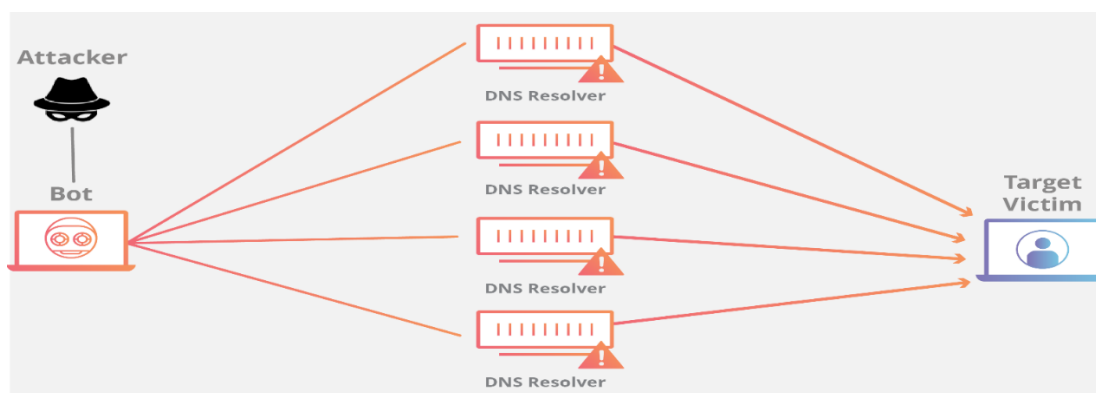 Attacker
Bot
DNS Resolver
DNS Resolver
DNS Resolver
DNS Resolver
Target
Victim